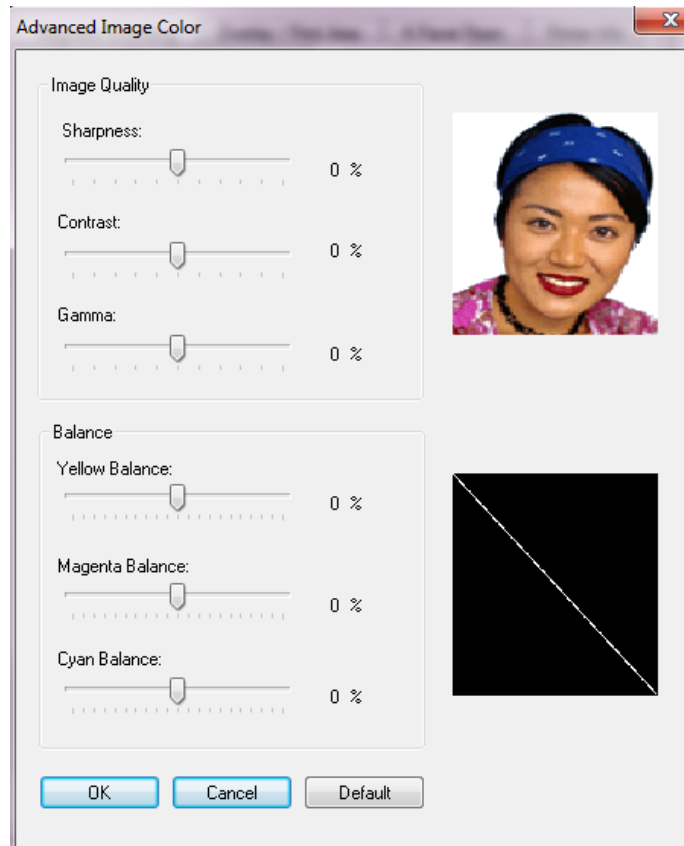 Advanced Image Color
Image Quality
Sharpness:
0 %
Contrast:
0 %
Gamma:
0 %
Balance
Yellow Balance:
0 %
Magenta Balance:
0 %
Cyan Balance:
0 %
OK Cancel Default